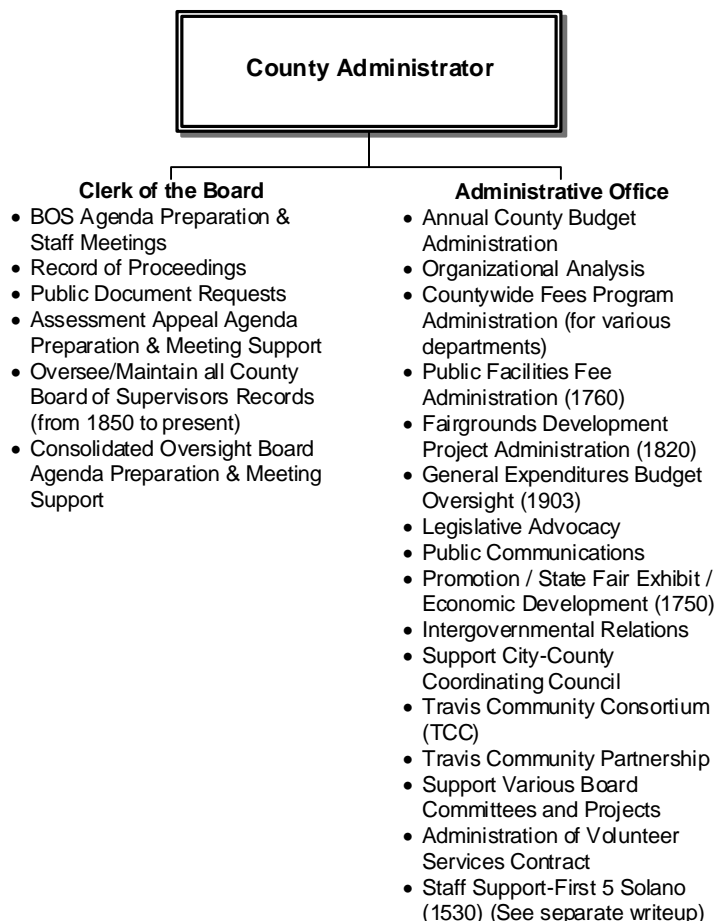 County Administrator
Clerk of the Board
• BOS Agenda Preparation &
Staff Meetings
• Record of Proceedings
• Public Document Requests
• Assessment Appeal Agenda
Preparation & Meeting Support
• Oversee/Maintain all County
Board of Supervisors Records
(from 1850 to present)
• Consolidated Oversight Board
Agenda Preparation & Meeting
Support
Administrative Office
• Annual County Budget
Administration
• Organizational Analysis
• Countywide Fees Program
Administration (for various
departments)
• Public Facilities Fee
Administration (1760)
• Fairgrounds Development
Project Administration (1820)
• General Expenditures Budget
Oversight (1903)
• Legislative Advocacy
• Public Communications
• Promotion / State Fair Exhibit /
Economic Development (1750)
• Intergovernmental Relations
• Support City-County
Coordinating Council
• Travis Community Consortium
(TCC)
• Travis Community Partnership
• Support Various Board
Committees and Projects
• Administration of Volunteer
Services Contract
• Staff Support-First 5 Solano
(1530) (See separate writeup)